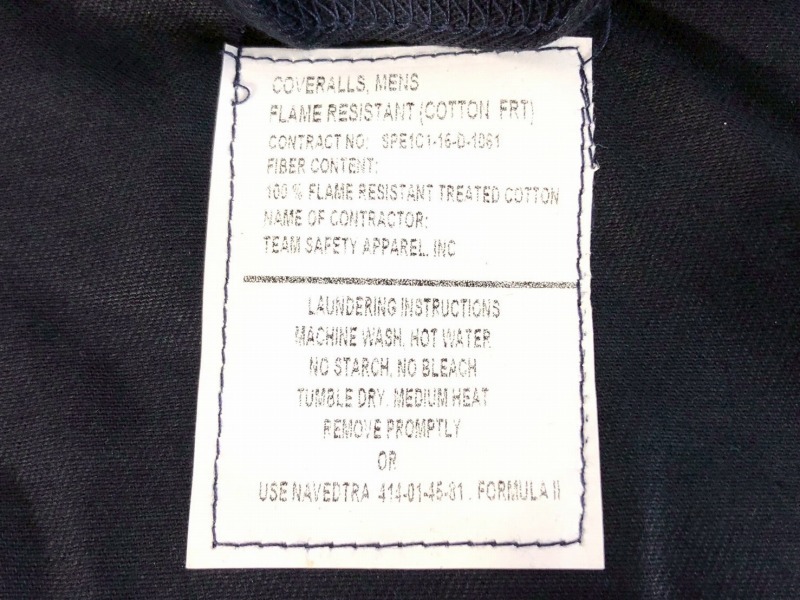 COVERALLS, MENS
FLAME RESISTANT (COTTON FRT)
CONTRACT NO: SPE1C1-16-D-1061
FIBER CONTENT:
100 % FLAME RESISTANT TREATED COTTON
NAME OF CONTRACTOR:
TEAM SAFETY APPAREL, INC
LAUNDERING INSTRUCTIONS
MACHINE WASH, HOT WATER
NO STARCH, NO BLEACH
TUMBLE DRY, MEDIUM HEAT
REMOVE PROMPTLY
OR
USE NAVEDTRA 414-01-45-81 . FORMULA II